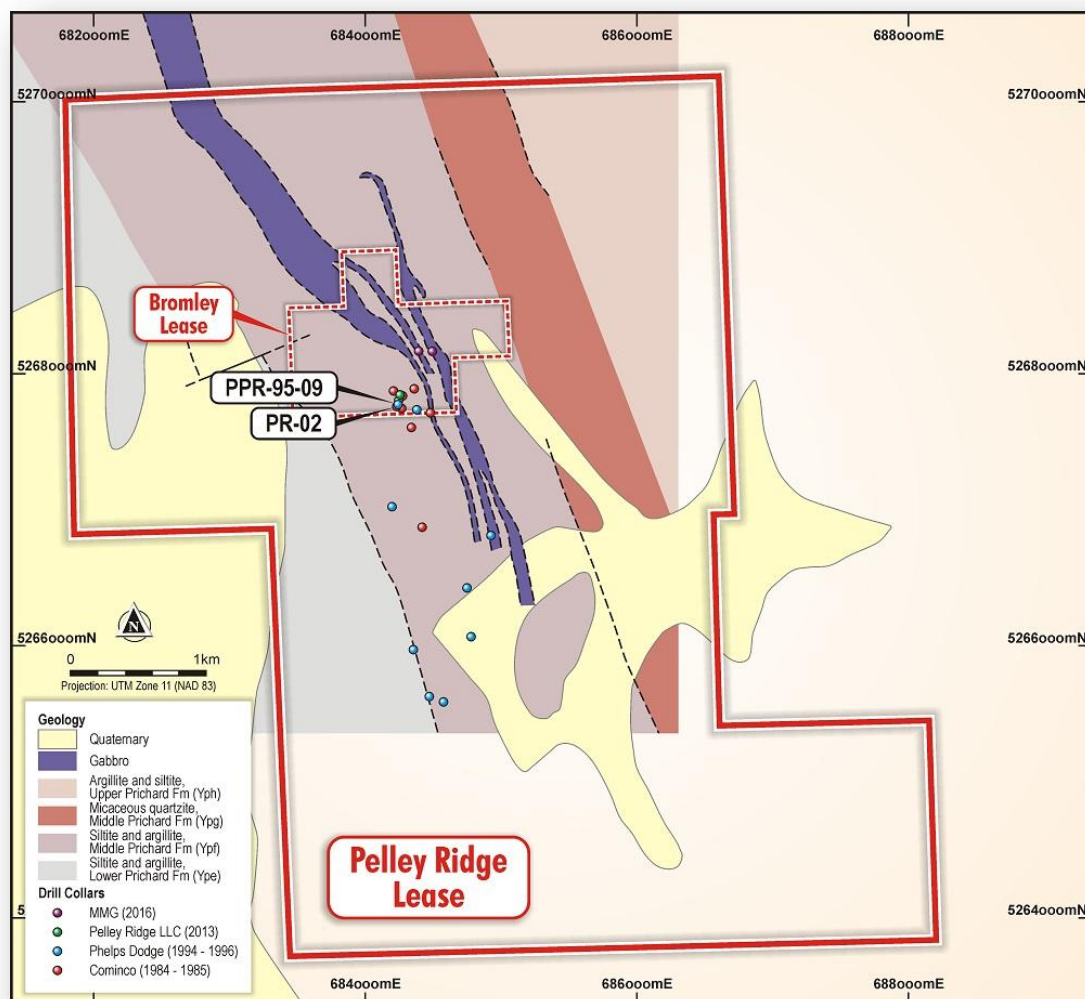 682000mE
684000mE
686000mE
688000mE
5270000mN
5270000mN
Bromley
Lease
5268000mN
5268000mN
PPR-95-09
PR-02
N
5266000mN
5266000mN
0
1km
Projection: UTM Zone 11 (NAD 83)
Geology
Quaternary
Gabbro
Argillite and siltite,
Upper Prichard Fm (Yph)
Micaceous quartzite,
Middle Prichard Fm (Ypg)
Siltite and argillite,
Middle Prichard Fm (Ypf)
Siltite and argillite,
Lower Prichard Fm (Ype)
Drill Collars
MMG (2016)
Pelley Ridge LLC (2013)
Phelps Dodge (1994 - 1996)
Cominco (1984 - 1985)
Pelley Ridge
Lease
5
5264000mN
684000mE
686000mE
688000mE